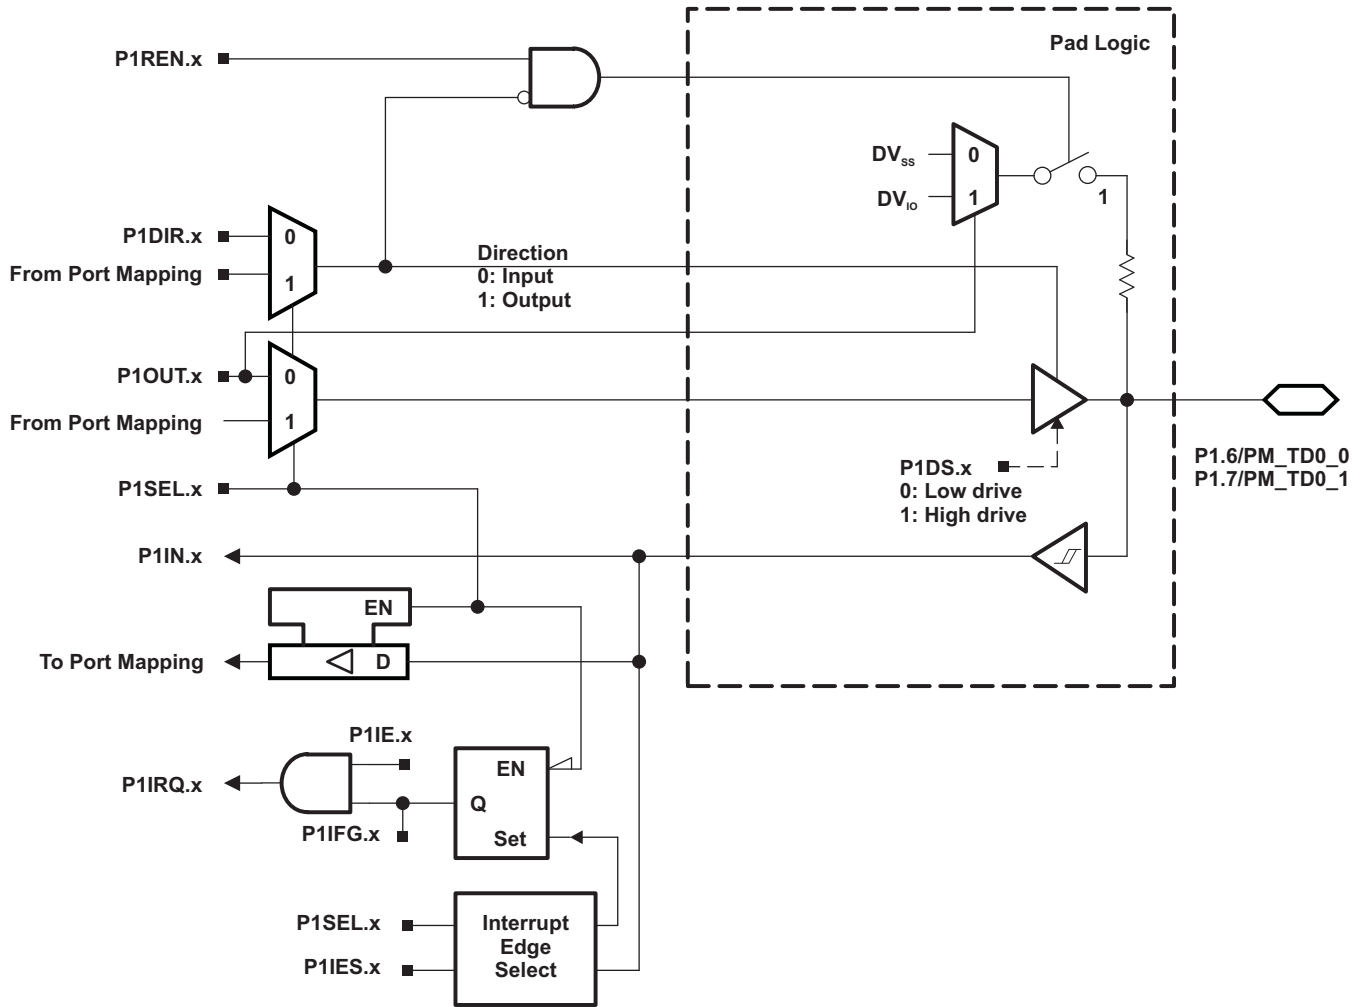 Pad Logic
P1REN.x
DVSS
0
DVIO
1
1
P1DIR.x
0
From Port Mapping
1
Direction
0: Input
1: Output
P1OUT.x
0
From Port Mapping
1
P1SEL.x
P1DS.x
0: Low drive
1: High drive
P1.6/PM_TD0_0
P1.7/PM_TD0_1
P1IN.x
EN
To Port Mapping
D
P1IE.x
EN
P1IRQ.x
Q
P1IFG.x
Set
P1SEL.x
P1IES.x
Interrupt
Edge
Select